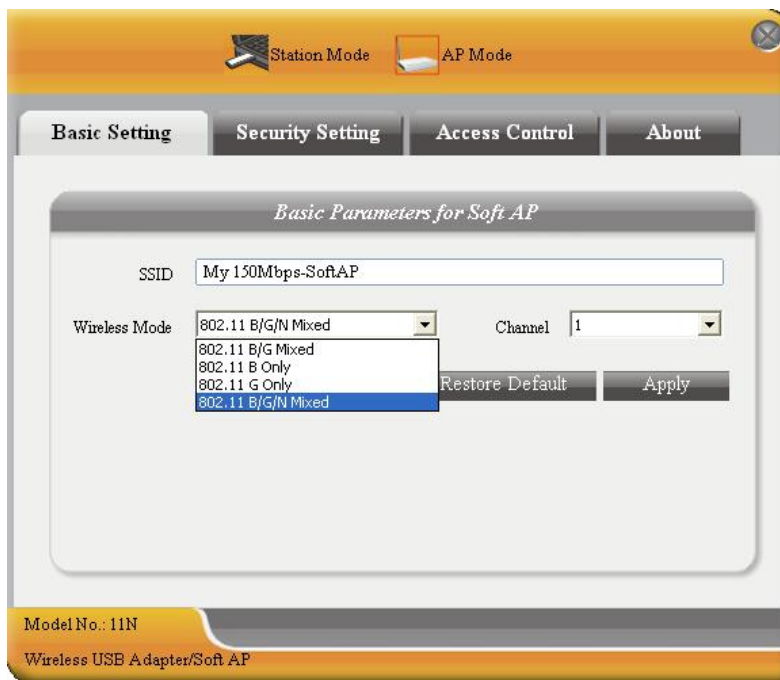 Station Mode AP Mode
Basic Setting Security Setting Access Control About
Basic Parameters for Soft AP
SSID My 150Mbps-SoftAP
Wireless Mode 802.11 B/G/N Mixed Channel 1
802.11 B/G Mixed
802.11 B Only
802.11 G Only
802.11 B/G/N Mixed
Restore Default Apply
Model No.: 11N
Wireless USB Adapter/Soft AP